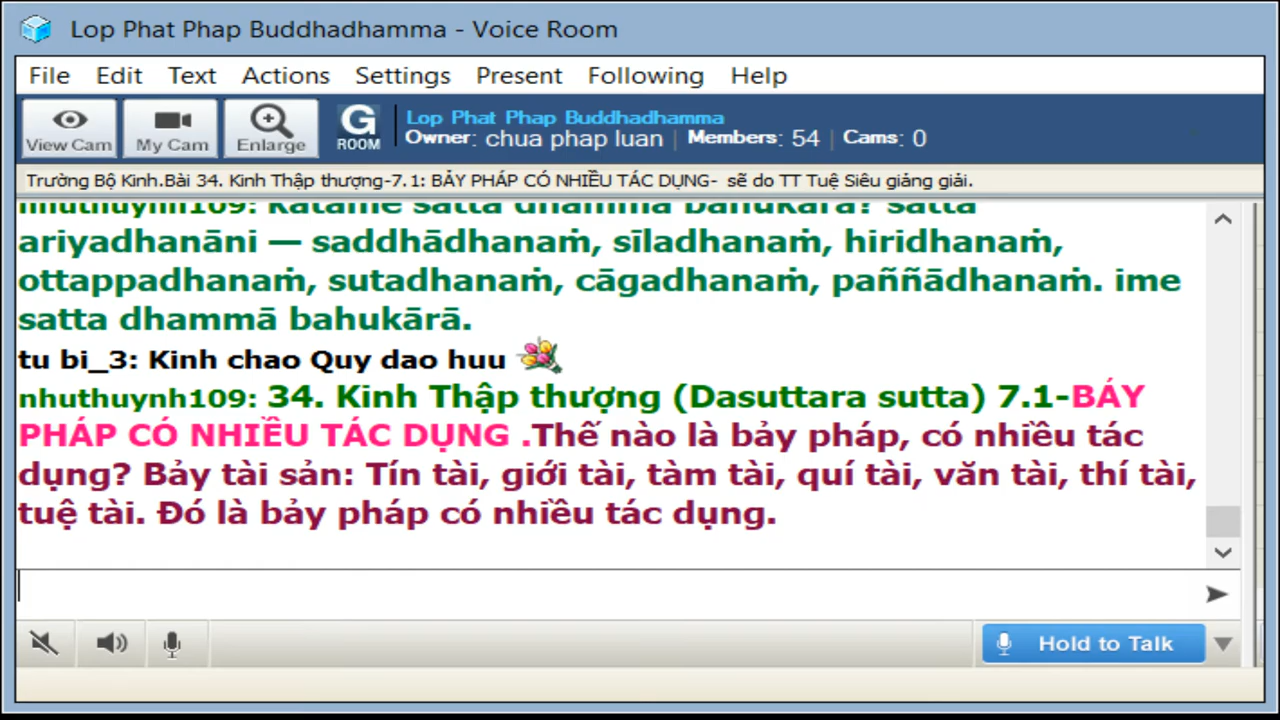 Lop Phat Phap Buddhadhamma - Voice Room
File Edit Text Actions Settings Present Following Help
View Cam My Cam Enlarge G ROOM
Lop Phat Phap Buddhadhamma
Owner: chua phap luan | Members: 54 | Cams: 0
Trường Bộ Kinh.Bài 34. Kinh Thập thượng-7.1: BẢY PHÁP CÓ NHIỀU TÁC DỤNG- sẽ do TT Tuệ Siêu giảng giải.
nhuthuynh109: Katame satta dhammā bahukārā? Satta
ariyadhanāni — saddhādhanaṁ, sīladhanaṁ, hiridhanaṁ,
ottappadhanaṁ, sutadhanaṁ, cāgadhanaṁ, paññādhanaṁ. ime
satta dhammā bahukārā.
tu bi_3: Kinh chao Quy dao huu
nhuthuynh109: 34. Kinh Thập thượng (Dasuttara sutta) 7.1-BẢY
PHÁP CÓ NHIỀU TÁC DỤNG .Thế nào là bảy pháp, có nhiều tác
dụng? Bảy tài sản: Tín tài, giới tài, tàm tài, quí tài, văn tài, thí tài,
tuệ tài. Đó là bảy pháp có nhiều tác dụng.
Hold to Talk